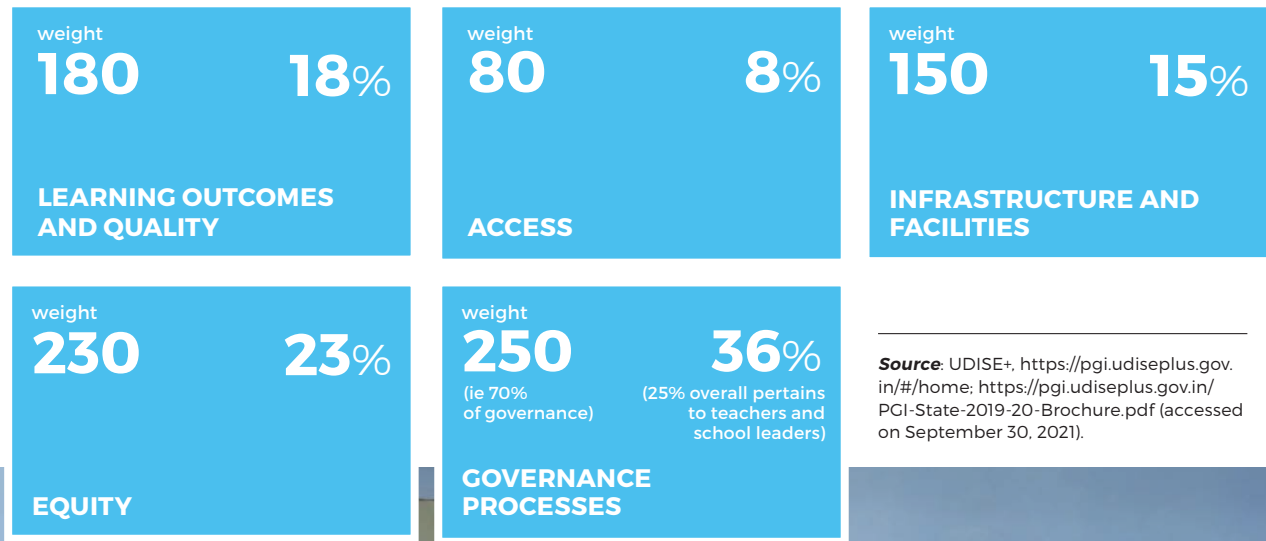 weight
180 18%
LEARNING OUTCOMES
AND QUALITY
weight
80 8%
ACCESS
weight
150 15%
INFRASTRUCTURE AND
FACILITIES
weight
230 23%
EQUITY
weight
250 36%
(ie 70%
of governance)
(25% overall pertains
to teachers and
school leaders)
GOVERNANCE
PROCESSES
Source: UDISE+, https://pgi.udiseplus.gov.
in/#/home; https://pgi.udiseplus.gov.in/
PGI-State-2019-20-Brochure.pdf (accessed
on September 30, 2021).